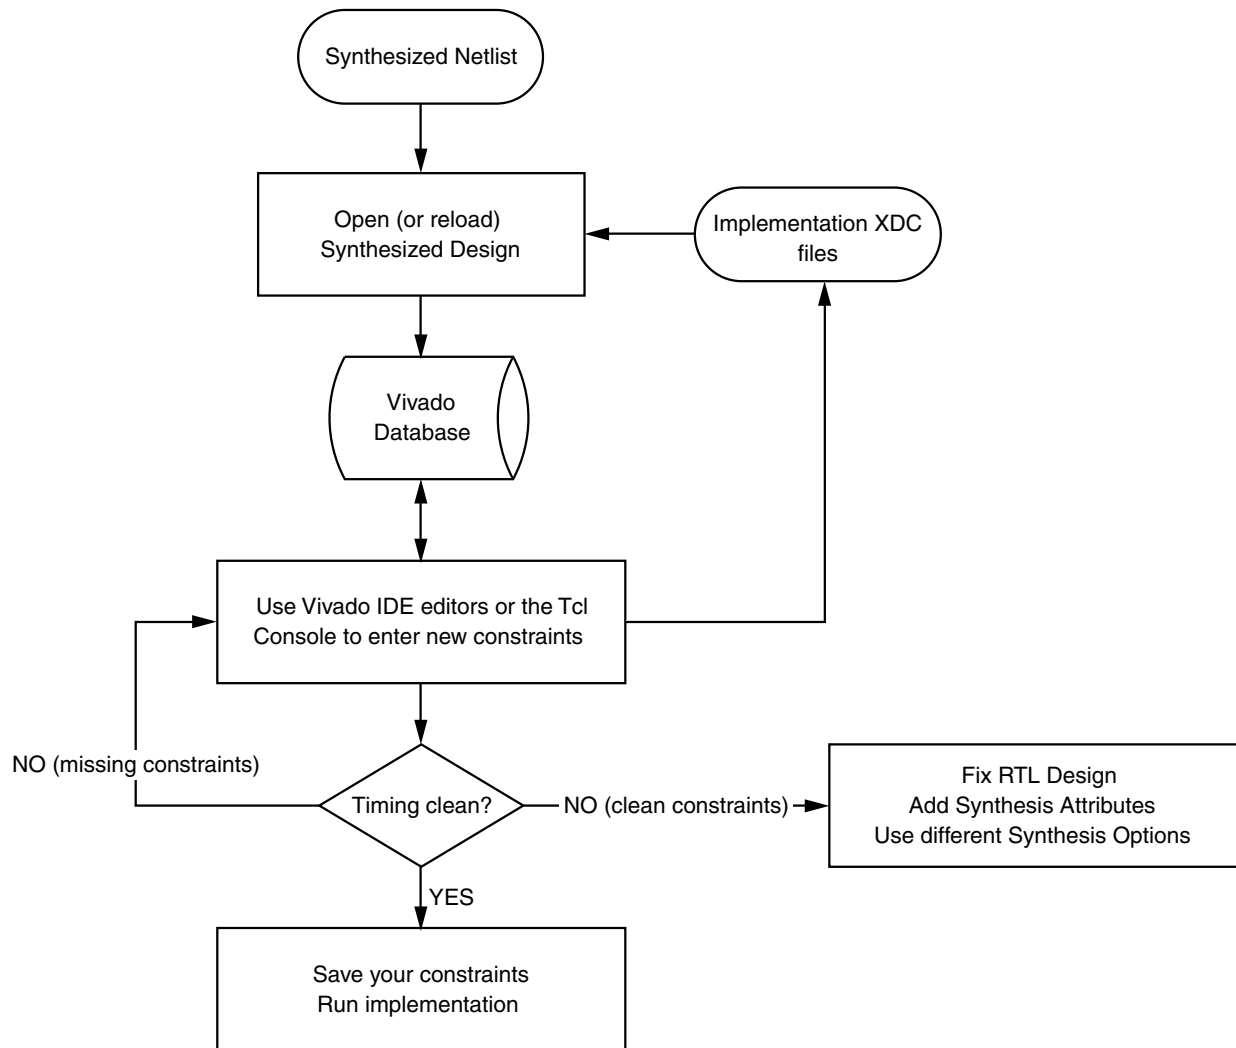 Synthesized Netlist
Open (or reload)
Synthesized Design
Implementation XDC
files
Vivado
Database
Use Vivado IDE editors or the Tcl
Console to enter new constraints
NO (missing constraints)
Timing clean?
NO (clean constraints)
Fix RTL Design
Add Synthesis Attributes
Use different Synthesis Options
YES
Save your constraints
Run implementation